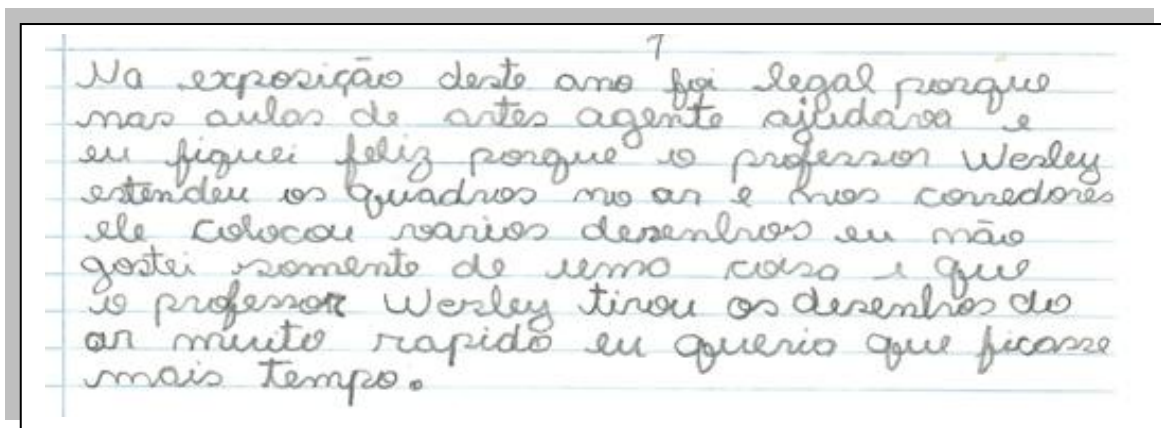 1
Na exposição deste ano foi legal porque
nas aulas de artes agente ajudava e
eu fiquei feliz porque o professor Wesley
estendeu os quadros no ar e nos corredores
ele colocou varios desenhos eu não
gostei somente de uma coisa e que
o professor Wesley tirou os desenhos do
ar muito rapido eu queria que ficasse
mais tempo.